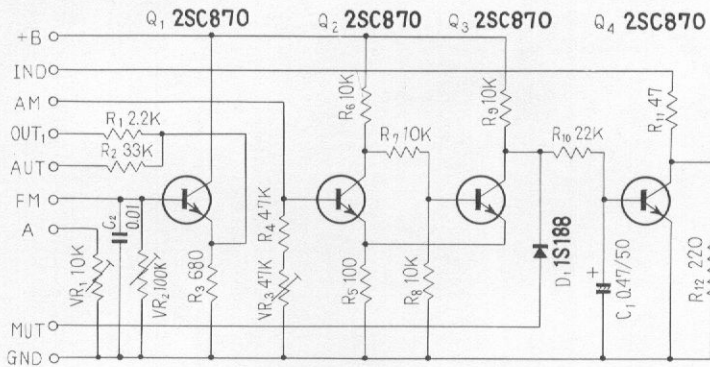 Q₁ 2SC870
Q₂ 2SC870
Q₃ 2SC870
Q₄ 2SC870
+B
IND
AM
OUT₁
AUT
FM
A
MUT
GND
R₁ 2.2K
R₂ 33K
C₂ 0.01
VR₁ 10K
VR₂ 100K
R₃ 680
R₄ 47K
VR₃ 47K
R₅ 100
R₆ 10K
R₇ 10K
R₈ 10K
R₉ 10K
D₁ 1S188
R₁₀ 22K
C₁ 0.47/50
+
R₁₁ 47
R₁₂ 220